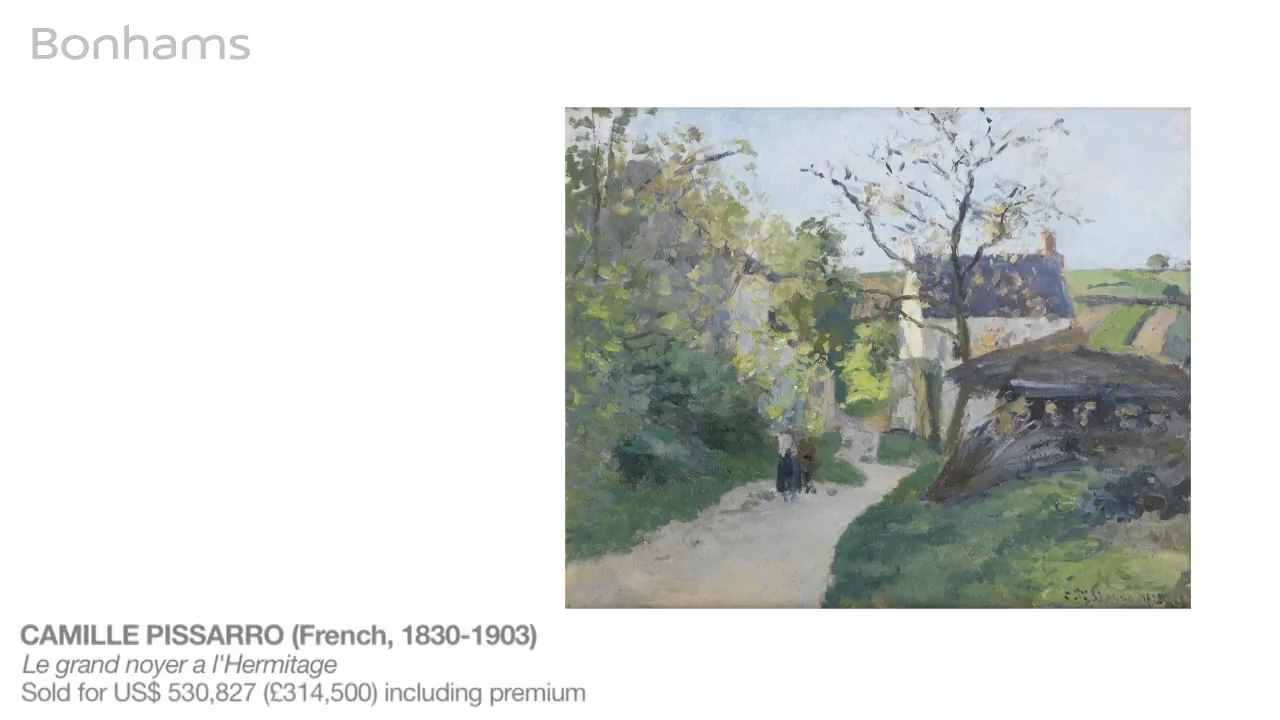 Bonhams
CAMILLE PISSARRO (French, 1830-1903)
Le grand noyer a l'Hermitage
Sold for US$ 530,827 (£314,500) including premium